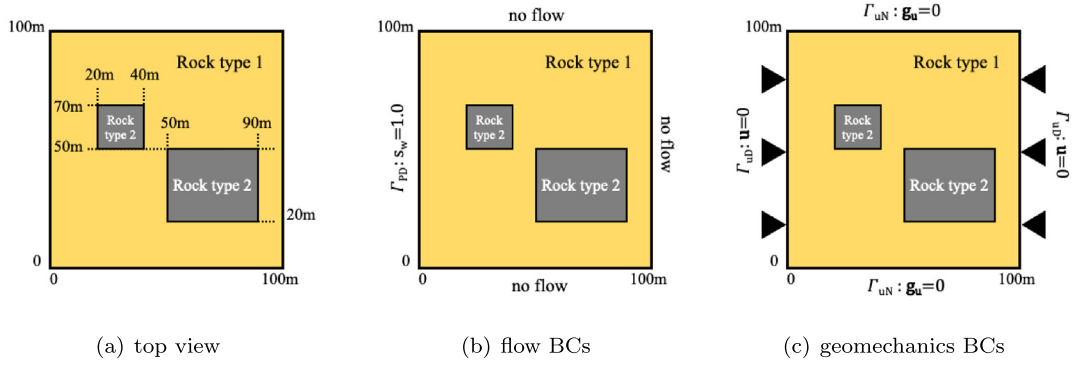 100m
Rock type 1
20m 40m
70m
Rock
type 2
50m
50m 90m
Rock type 2
20m
0
0 100m
(a) top view
no flow
100m
Rock type 1
Rock
type 2
Γ_PD: s_w=1.0
no flow
Rock type 2
0
0 100m
no flow
(b) flow BCs
Γ_uN : g_u=0
100m
Rock type 1
Rock
type 2
Γ_uD: u=0
Γ_uD: u=0
Rock type 2
0
0 100m
Γ_uN : g_u=0
(c) geomechanics BCs